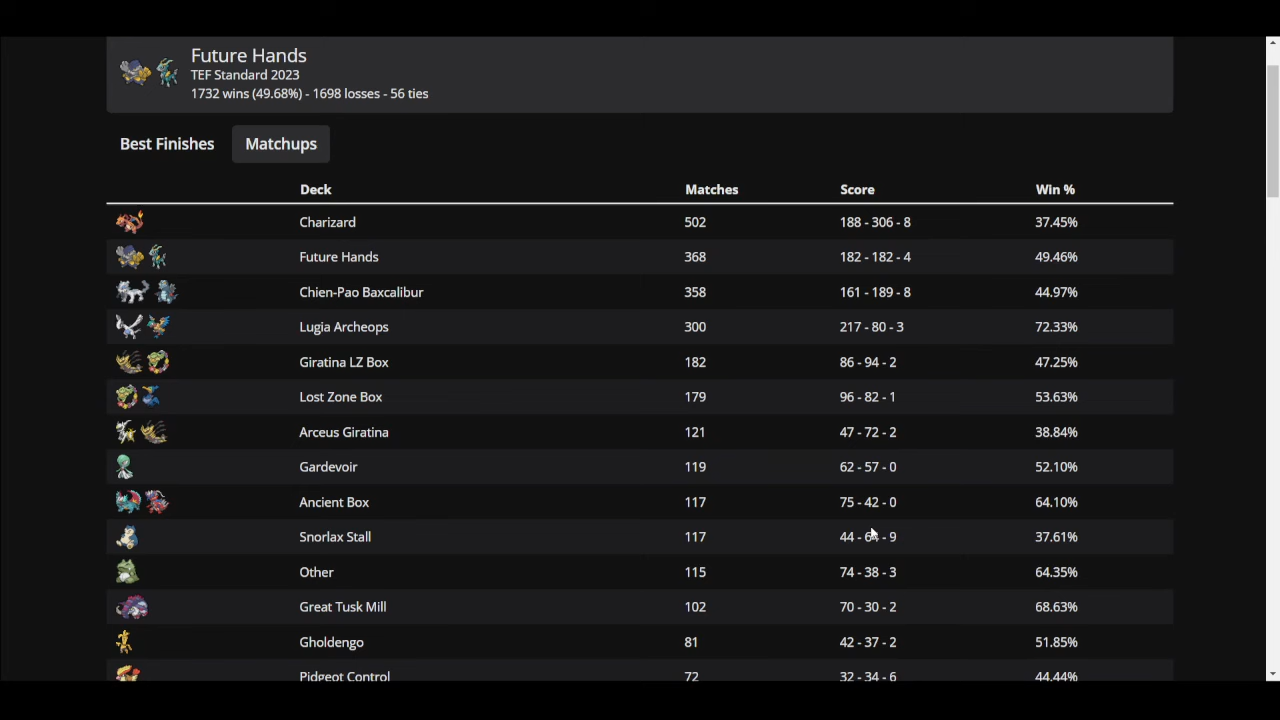 Future Hands
TEF Standard 2023
1732 wins (49.68%) - 1698 losses - 56 ties
Best Finishes Matchups
Deck Matches Score Win %
Charizard 502 188 - 306 - 8 37.45%
Future Hands 368 182 - 182 - 4 49.46%
Chien-Pao Baxcalibur 358 161 - 189 - 8 44.97%
Lugia Archeops 300 217 - 80 - 3 72.33%
Giratina LZ Box 182 86 - 94 - 2 47.25%
Lost Zone Box 179 96 - 82 - 1 53.63%
Arceus Giratina 121 47 - 72 - 2 38.84%
Gardevoir 119 62 - 57 - 0 52.10%
Ancient Box 117 75 - 42 - 0 64.10%
Snorlax Stall 117 44 - 64 - 9 37.61%
Other 115 74 - 38 - 3 64.35%
Great Tusk Mill 102 70 - 30 - 2 68.63%
Gholdengo 81 42 - 37 - 2 51.85%
Pidgeot Control 72 32 - 34 - 6 44.44%